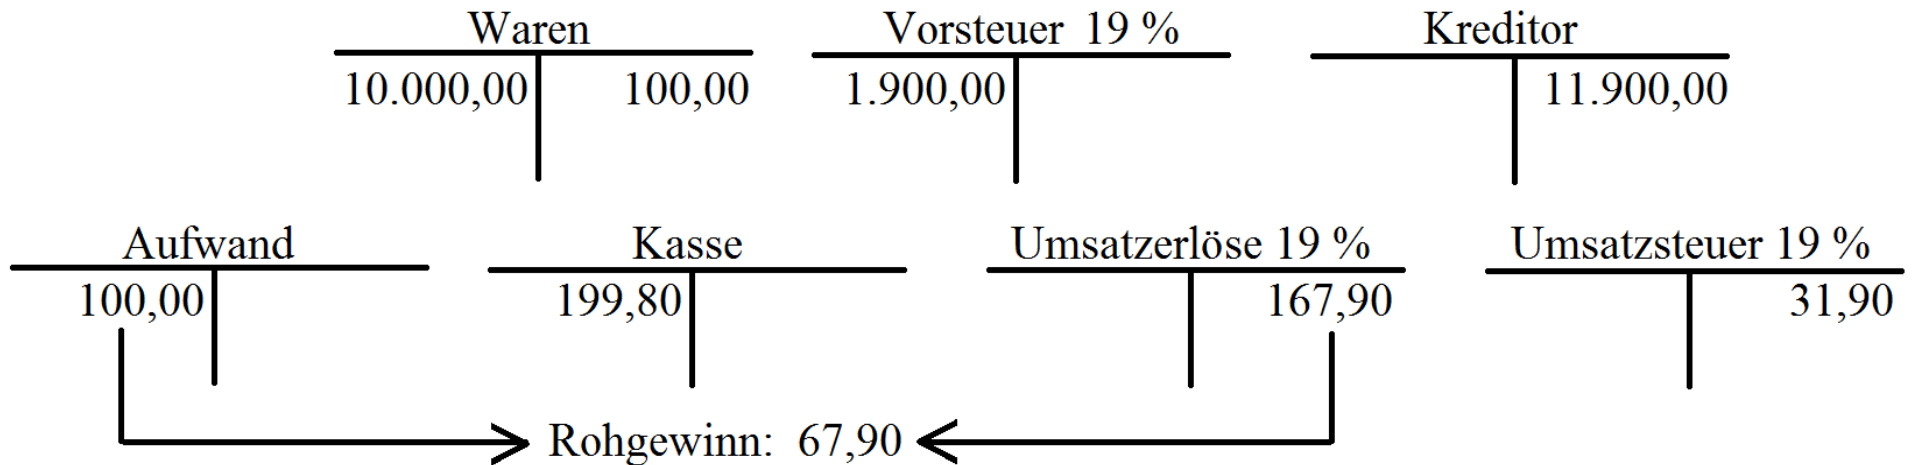 Waren Vorsteuer 19 % Kreditor
10.000,00 100,00 1.900,00 11.900,00
Aufwand Kasse Umsatzerlöse 19 % Umsatzsteuer 19 %
100,00 199,80 167,90 31,90
Rohgewinn: 67,90